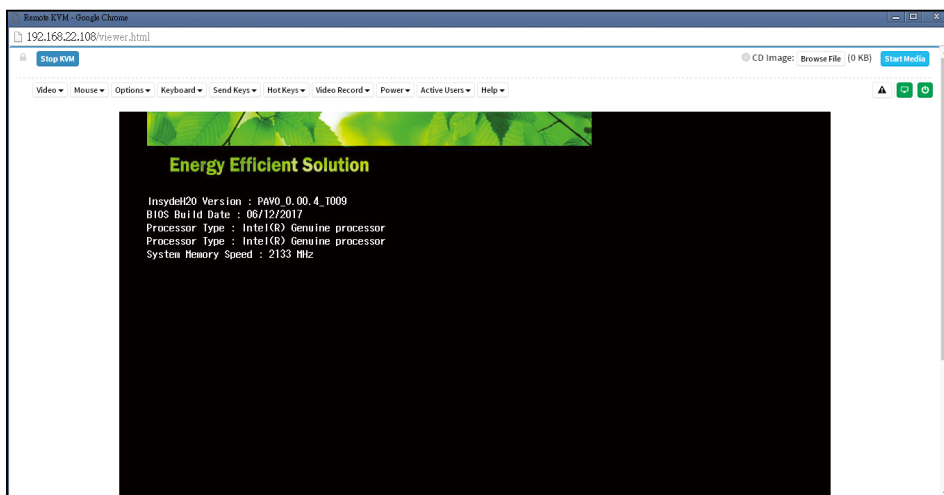 Remote KVM - Google Chrome
192.168.22.108/viewer.html
Stop KVM
CD Image: Browse File (0 KB) Start Media
Video Mouse Options Keyboard Send Keys Hot Keys Video Record Power Active Users Help
Energy Efficient Solution
InsydeH2O Version : PAVO_0.00.4_T009
BIOS Build Date : 06/12/2017
Processor Type : Intel(R) Genuine processor
Processor Type : Intel(R) Genuine processor
System Memory Speed : 2133 MHz